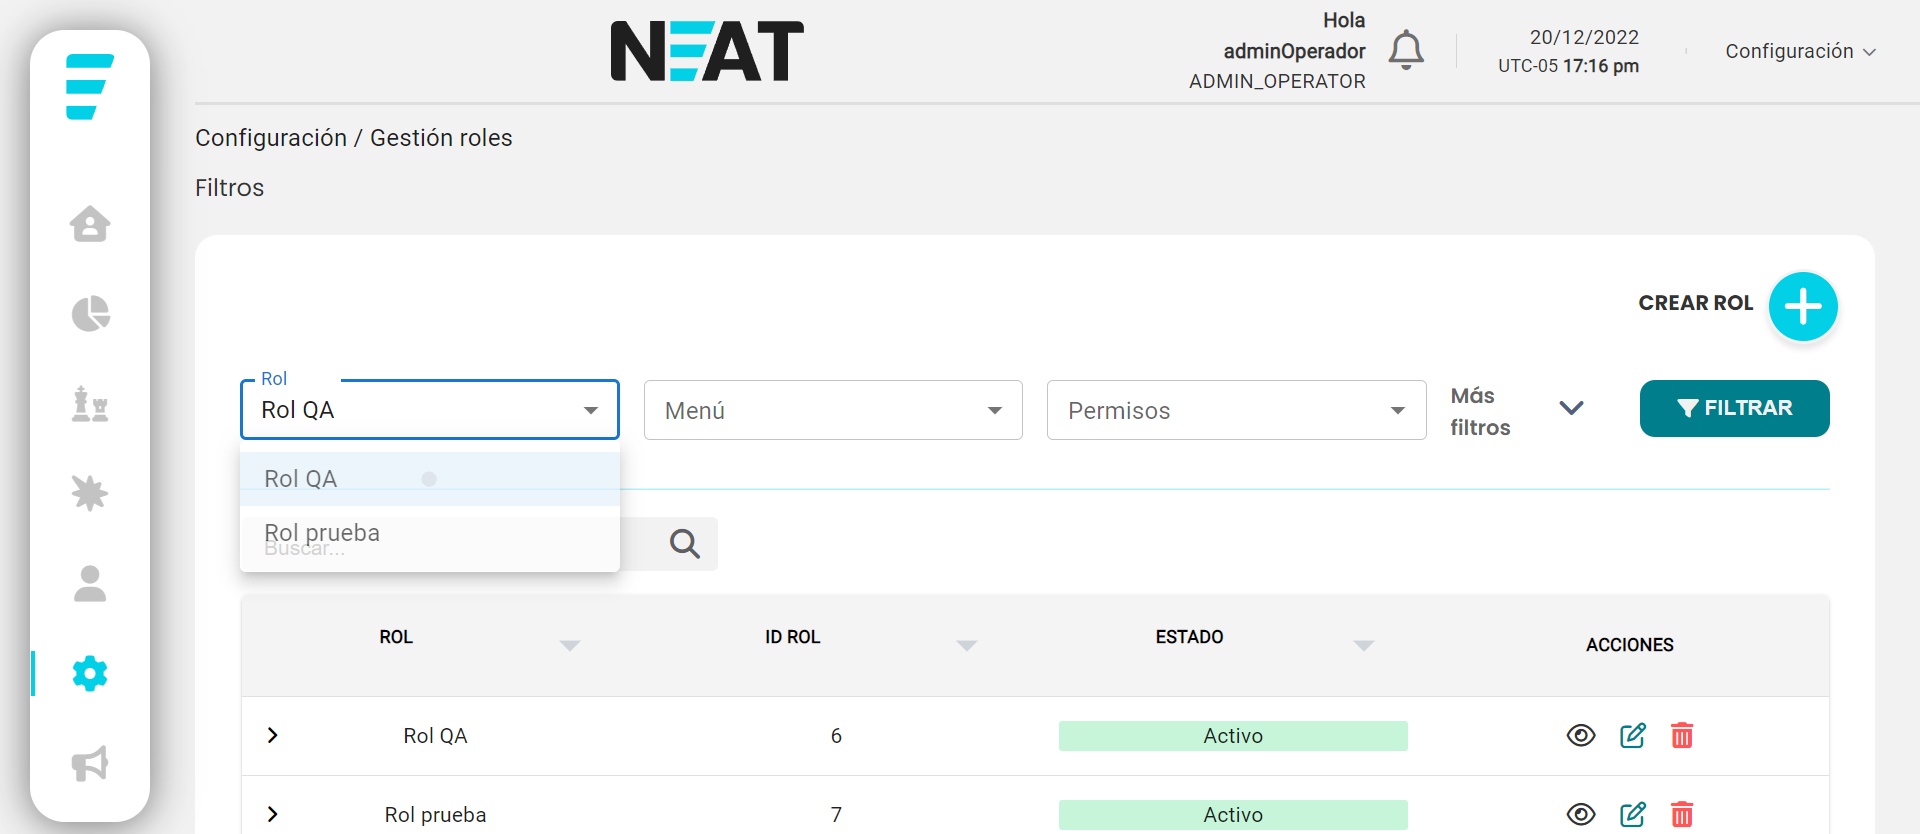 NEAT
Hola
adminOperador
ADMIN_OPERATOR
20/12/2022
UTC-05 17:16 pm
Configuración
Configuración / Gestión roles
Filtros
CREAR ROL
Rol
Rol QA
Menú
Permisos
Más
filtros
FILTRAR
Rol QA
Rol prueba
Buscar...
ROL
ID ROL
ESTADO
ACCIONES
Rol QA
6
Activo
Rol prueba
7
Activo